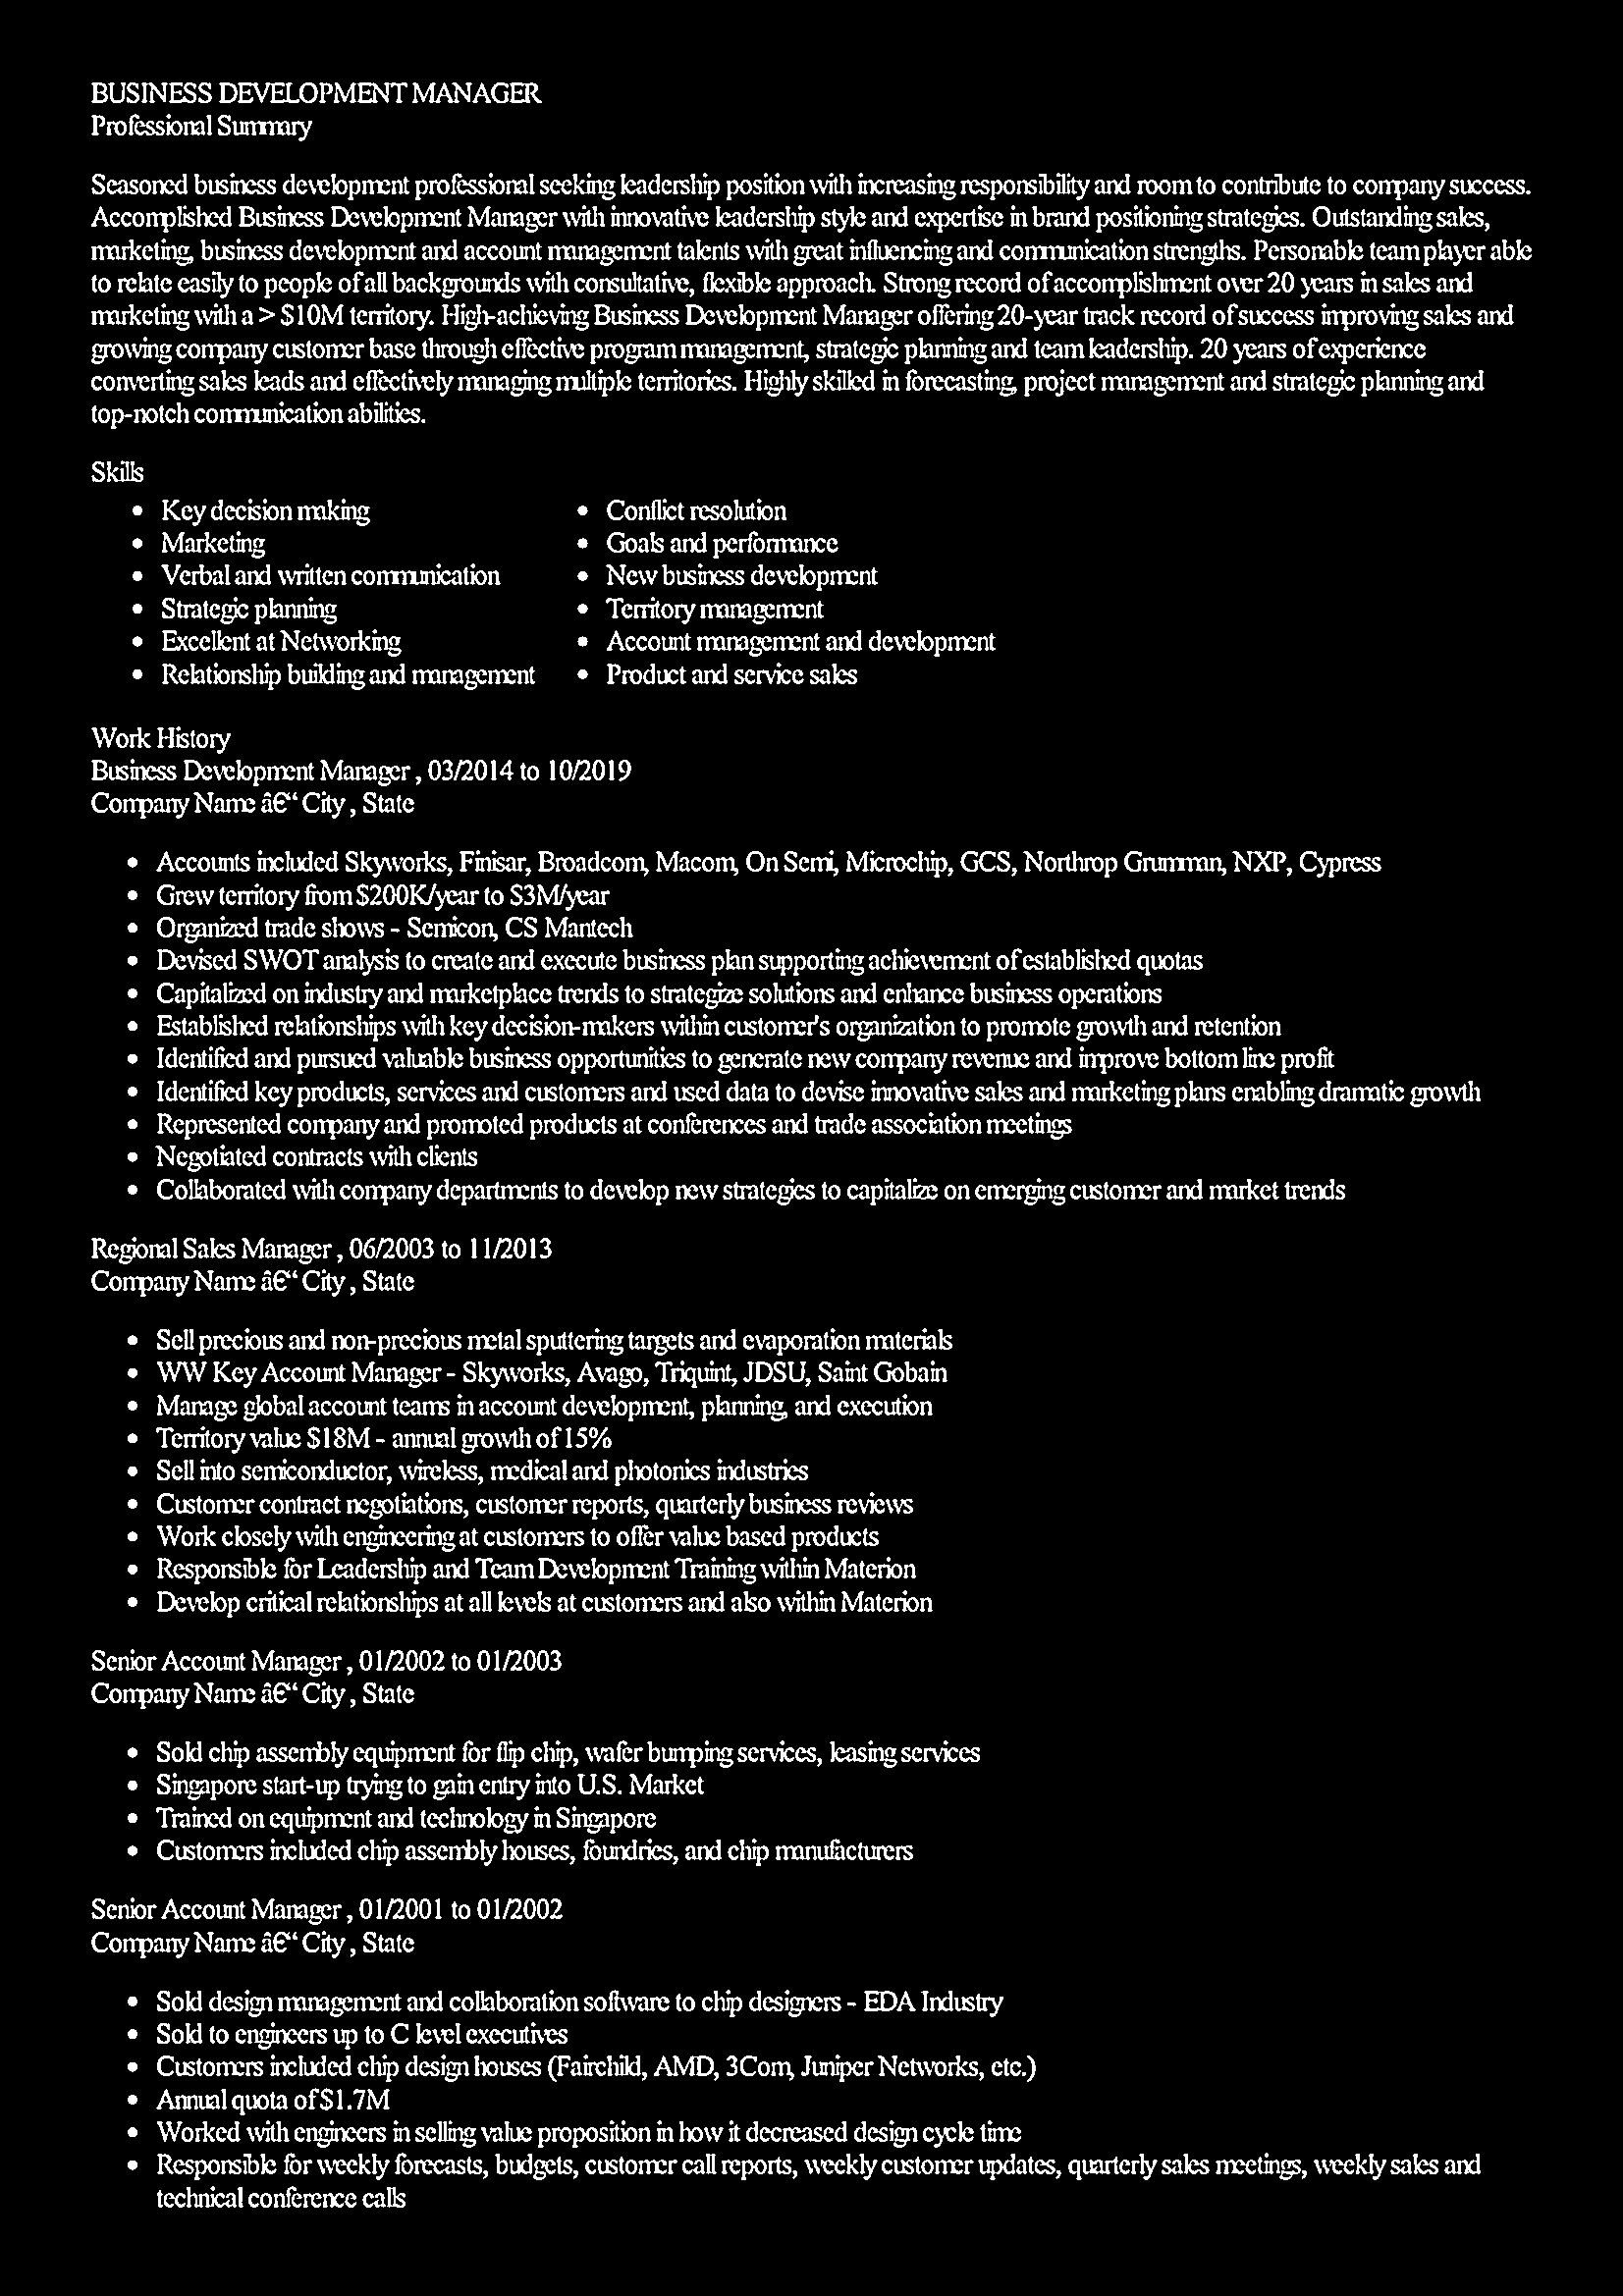 BUSINESS DEVELOPMENT MANAGER
Professional Summary
Seasoned business development professional seeking leadership position with increasing responsibility and room to contribute to company success.
Accomplished Business Development Manager with innovative leadership style and expertise in brand positioning strategies. Outstanding sales,
marketing, business development and account management talents with great influencing and communication strengths. Personable team player able
to relate easily to people of all backgrounds with consultative, flexible approach. Strong record of accomplishment over 20 years in sales and
marketing with a > $10M territory. High-achieving Business Development Manager offering 20-year track record of success improving sales and
growing company customer base through effective program management, strategic planning and team leadership. 20 years of experience
converting sales leads and effectively managing multiple territories. Highly skilled in forecasting, project management and strategic planning and
top-notch communication abilities.
Skills
• Key decision making
• Marketing
• Verbal and written communication
• Strategic planning
• Excellent at Networking
• Relationship building and management
• Conflict resolution
• Goals and performance
• New business development
• Territory management
• Account management and development
• Product and service sales
Work History
Business Development Manager , 03/2014 to 10/2019
Company Name â€“ City , State
• Accounts included Skyworks, Finisar, Broadcom, Macom, On Semi, Microchip, GCS, Northrop Grumman, NXP, Cypress
• Grew territory from $200K/year to $3M/year
• Organized trade shows - Semicon, CS Mantech
• Devised SWOT analysis to create and execute business plan supporting achievement of established quotas
• Capitalized on industry and marketplace trends to strategize solutions and enhance business operations
• Established relationships with key decision-makers within customer's organization to promote growth and retention
• Identified and pursued valuable business opportunities to generate new company revenue and improve bottom line profit
• Identified key products, services and customers and used data to devise innovative sales and marketing plans enabling dramatic growth
• Represented company and promoted products at conferences and trade association meetings
• Negotiated contracts with clients
• Collaborated with company departments to develop new strategies to capitalize on emerging customer and market trends
Regional Sales Manager , 06/2003 to 11/2013
Company Name â€“ City , State
• Sell precious and non-precious metal sputtering targets and evaporation materials
• WW Key Account Manager - Skyworks, Avago, Triquint, JDSU, Saint Gobain
• Manage global account teams in account development, planning, and execution
• Territory value $18M - annual growth of 15%
• Sell into semiconductor, wireless, medical and photonics industries
• Customer contract negotiations, customer reports, quarterly business reviews
• Work closely with engineering at customers to offer value based products
• Responsible for Leadership and Team Development Training within Materion
• Develop critical relationships at all levels at customers and also within Materion
Senior Account Manager , 01/2002 to 01/2003
Company Name â€“ City , State
• Sold chip assembly equipment for flip chip, wafer bumping services, leasing services
• Singapore start-up trying to gain entry into U.S. Market
• Trained on equipment and technology in Singapore
• Customers included chip assembly houses, foundries, and chip manufacturers
Senior Account Manager , 01/2001 to 01/2002
Company Name â€“ City , State
• Sold design management and collaboration software to chip designers - EDA Industry
• Sold to engineers up to C level executives
• Customers included chip design houses (Fairchild, AMD, 3Com, Juniper Networks, etc.)
• Annual quota of $1.7M
• Worked with engineers in selling value proposition in how it decreased design cycle time
• Responsible for weekly forecasts, budgets, customer call reports, weekly customer updates, quarterly sales meetings, weekly sales and
technical conference calls